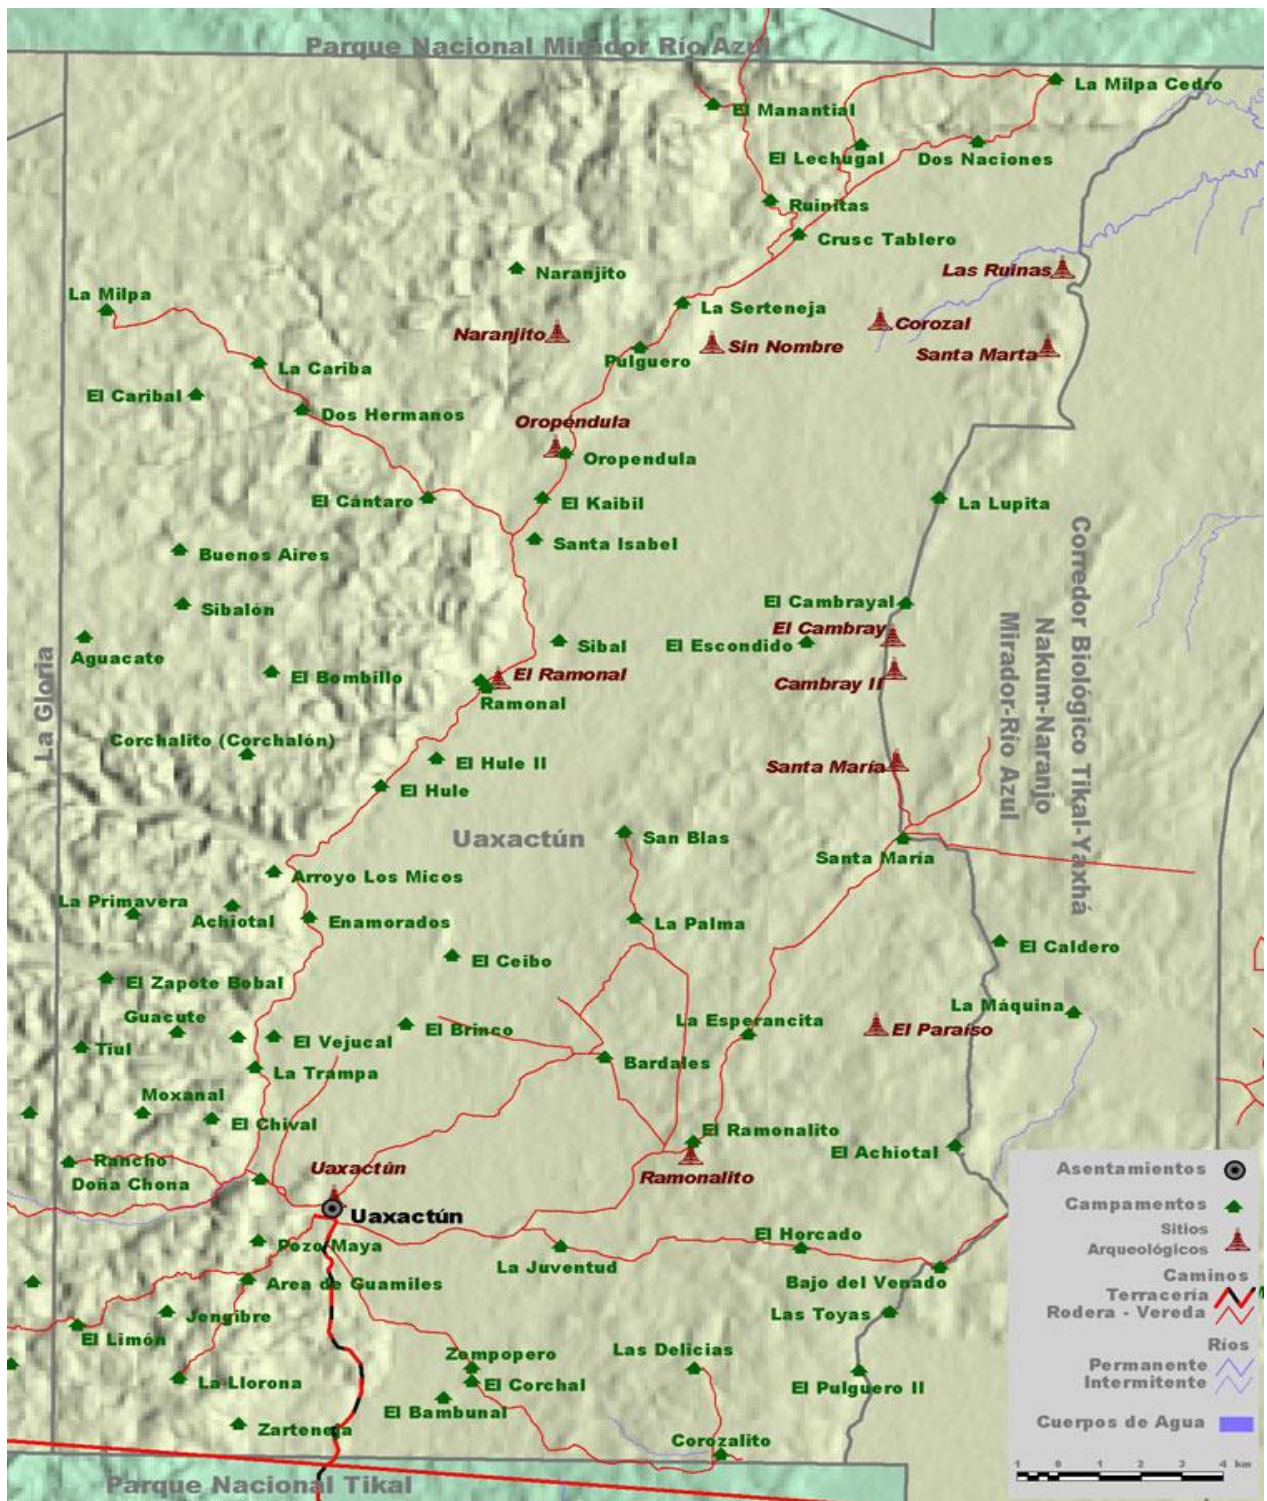 Parque Nacional Mirador Río Azul
La Milpa Cedro
El Manantial
El Lechugal
Dos Naciones
Ruinitas
Crusc Tablero
Las Ruinas
Naranjito
La Milpa
La Serteneja
Corozal
Naranjito
Sin Nombre
Santa Marta
Pulguero
La Cariba
El Caribal
Dos Hermanos
Oropéndula
Oropendula
El Cántaro
El Kaibil
La Lupita
Santa Isabel
Buenos Aires
Sibalón
El Cambrayal
El Cambray
Aguacate
Sibal
El Escondido
El Bombillo
El Ramonal
Cambray II
Ramonal
La Gloria
Corredor Biológico Tikal-Yaxhá
Nakum-Naranjo
Mirador-Río Azul
Corchalito (Corchalón)
El Hule II
Santa María
El Hule
Uaxactún
San Blas
Santa María
Arroyo Los Micos
La Primavera
Achiotal
Enamorados
La Palma
El Caldero
El Ceibo
El Zapote Bobal
La Máquina
Guacute
La Esperancita
El Brinco
El Paraíso
Tiul
El Vejucal
Bardales
La Trampa
Moxanal
El Chival
El Ramonalito
El Achiotal
Rancho
Doña Chona
Uaxactún
Ramonalito
Uaxactún
Pozo Maya
El Horcado
La Juventud
Area de Guamiles
Bajo del Venado
Jengibre
Las Toyas
El Limón
Zompopero
Las Delicias
La Llorona
El Corchal
El Pulguero II
El Bambunal
Zarteneja
Corozalito
Parque Nacional Tikal
Asentamientos
Campamentos
Sitios
Arqueológicos
Caminos
Terracería
Rodera - Vereda
Ríos
Permanente
Intermitente
Cuerpos de Agua
1 0 1 2 3 4 km